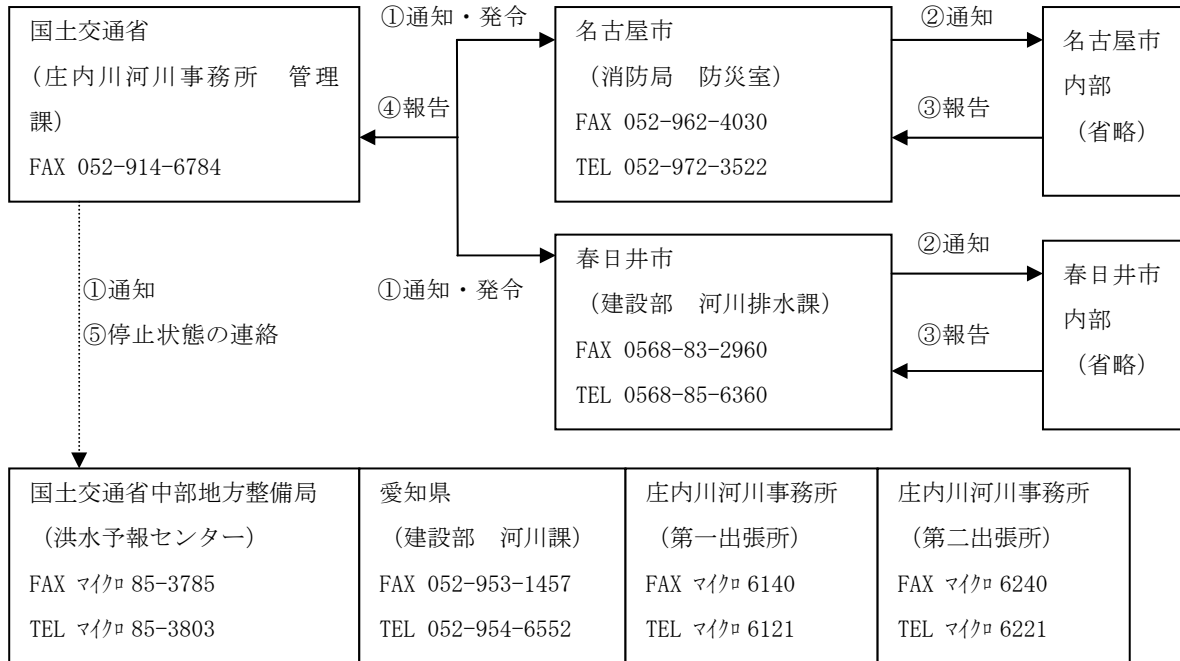 国土交通省
（庄内川河川事務所　管理
課）
FAX 052-914-6784
①通知・発令
④報告
名古屋市
（消防局　防災室）
FAX 052-962-4030
TEL 052-972-3522
②通知
③報告
名古屋市
内部
（省略）
①通知・発令
春日井市
（建設部　河川排水課）
FAX 0568-83-2960
TEL 0568-85-6360
②通知
③報告
春日井市
内部
（省略）
①通知
⑤停止状態の連絡
国土交通省中部地方整備局
（洪水予報センター）
FAX ﾏｲｸﾛ 85-3785
TEL ﾏｲｸﾛ 85-3803
愛知県
（建設部　河川課）
FAX 052-953-1457
TEL 052-954-6552
庄内川河川事務所
（第一出張所）
FAX ﾏｲｸﾛ 6140
TEL ﾏｲｸﾛ 6121
庄内川河川事務所
（第二出張所）
FAX ﾏｲｸﾛ 6240
TEL ﾏｲｸﾛ 6221